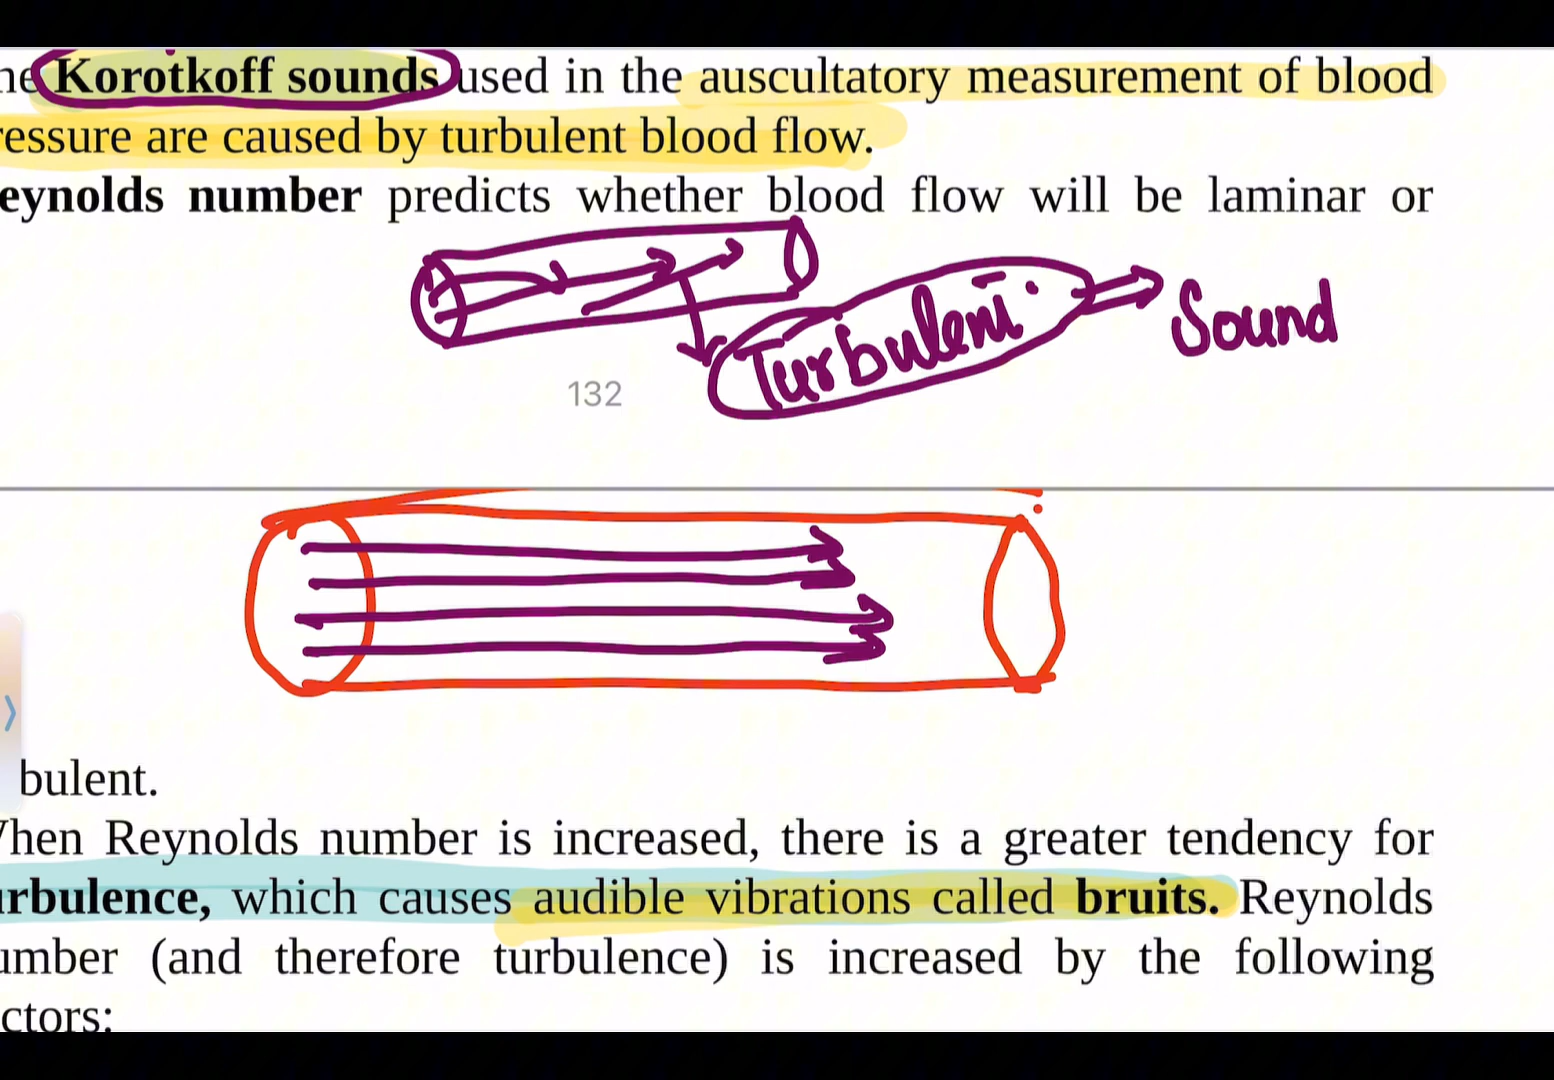 he Korotkoff sounds used in the auscultatory measurement of blood
ressure are caused by turbulent blood flow.
eynolds number predicts whether blood flow will be laminar or
Turbulent
Sound
132
bulent.
hen Reynolds number is increased, there is a greater tendency for
rbulence, which causes audible vibrations called bruits. Reynolds
umber (and therefore turbulence) is increased by the following
ctors: